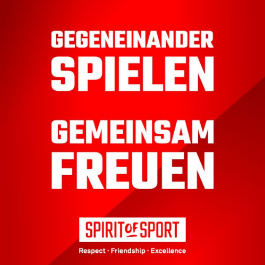 GEGENEINANDER
SPIELEN
GEMEINSAM
FREUEN
SPIRIT OF SPORT
Respect · Friendship · Excellence